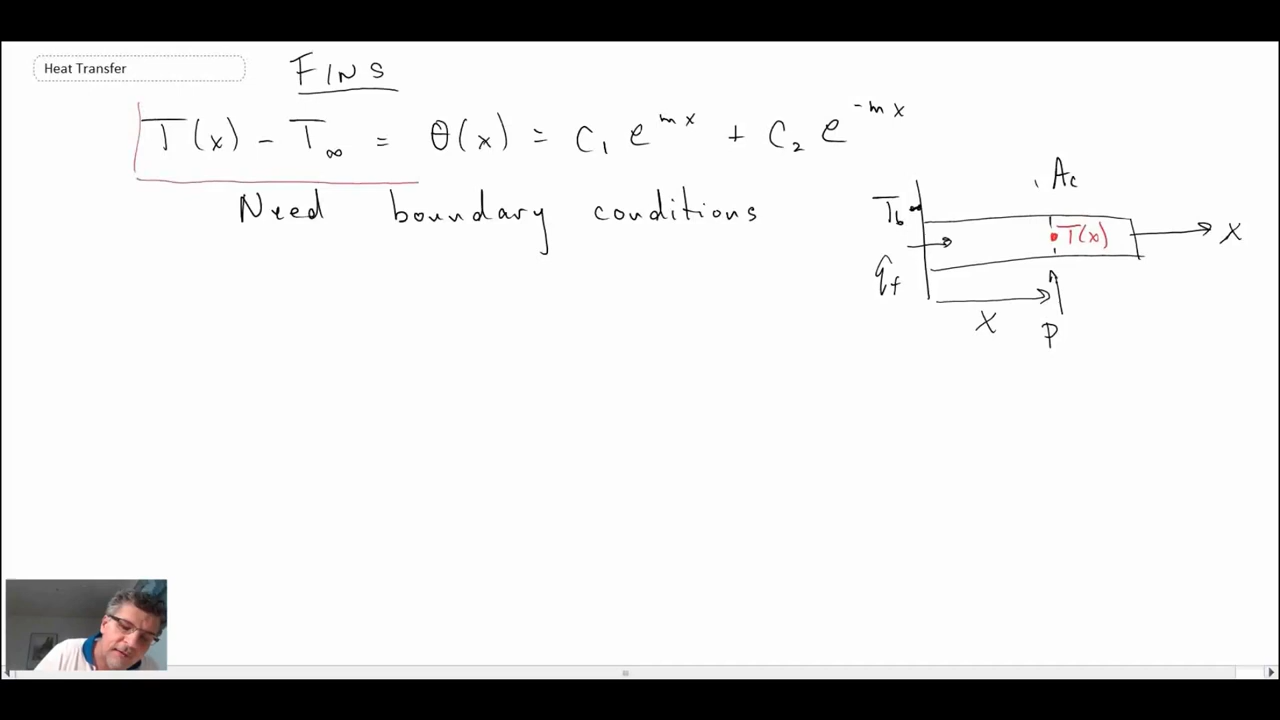 Heat Transfer
FINS
T(x) - T∞ = θ(x) = C₁ e^mx + C₂ e^-mx
Need boundary conditions
Ac
Tb
T(x)
x
qf
x
P